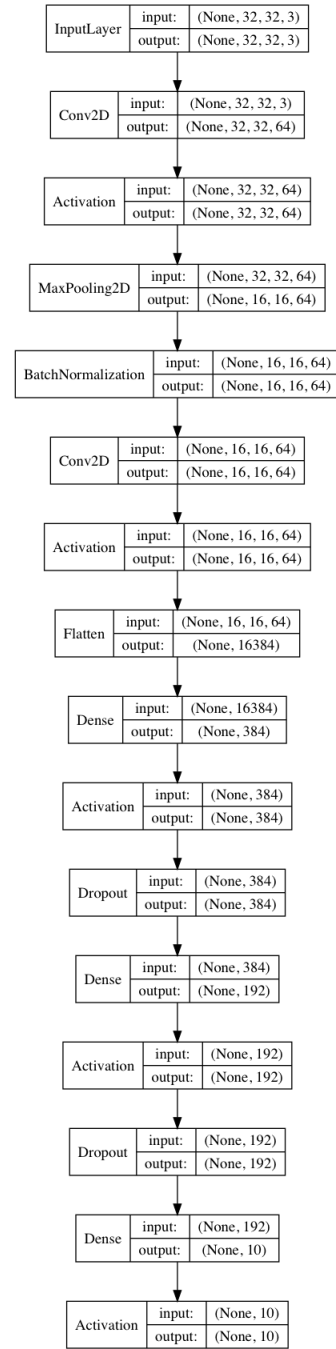 InputLayer input: (None, 32, 32, 3)
output: (None, 32, 32, 3)
Conv2D input: (None, 32, 32, 3)
output: (None, 32, 32, 64)
Activation input: (None, 32, 32, 64)
output: (None, 32, 32, 64)
MaxPooling2D input: (None, 32, 32, 64)
output: (None, 16, 16, 64)
BatchNormalization input: (None, 16, 16, 64)
output: (None, 16, 16, 64)
Conv2D input: (None, 16, 16, 64)
output: (None, 16, 16, 64)
Activation input: (None, 16, 16, 64)
output: (None, 16, 16, 64)
Flatten input: (None, 16, 16, 64)
output: (None, 16384)
Dense input: (None, 16384)
output: (None, 384)
Activation input: (None, 384)
output: (None, 384)
Dropout input: (None, 384)
output: (None, 384)
Dense input: (None, 384)
output: (None, 192)
Activation input: (None, 192)
output: (None, 192)
Dropout input: (None, 192)
output: (None, 192)
Dense input: (None, 192)
output: (None, 10)
Activation input: (None, 10)
output: (None, 10)